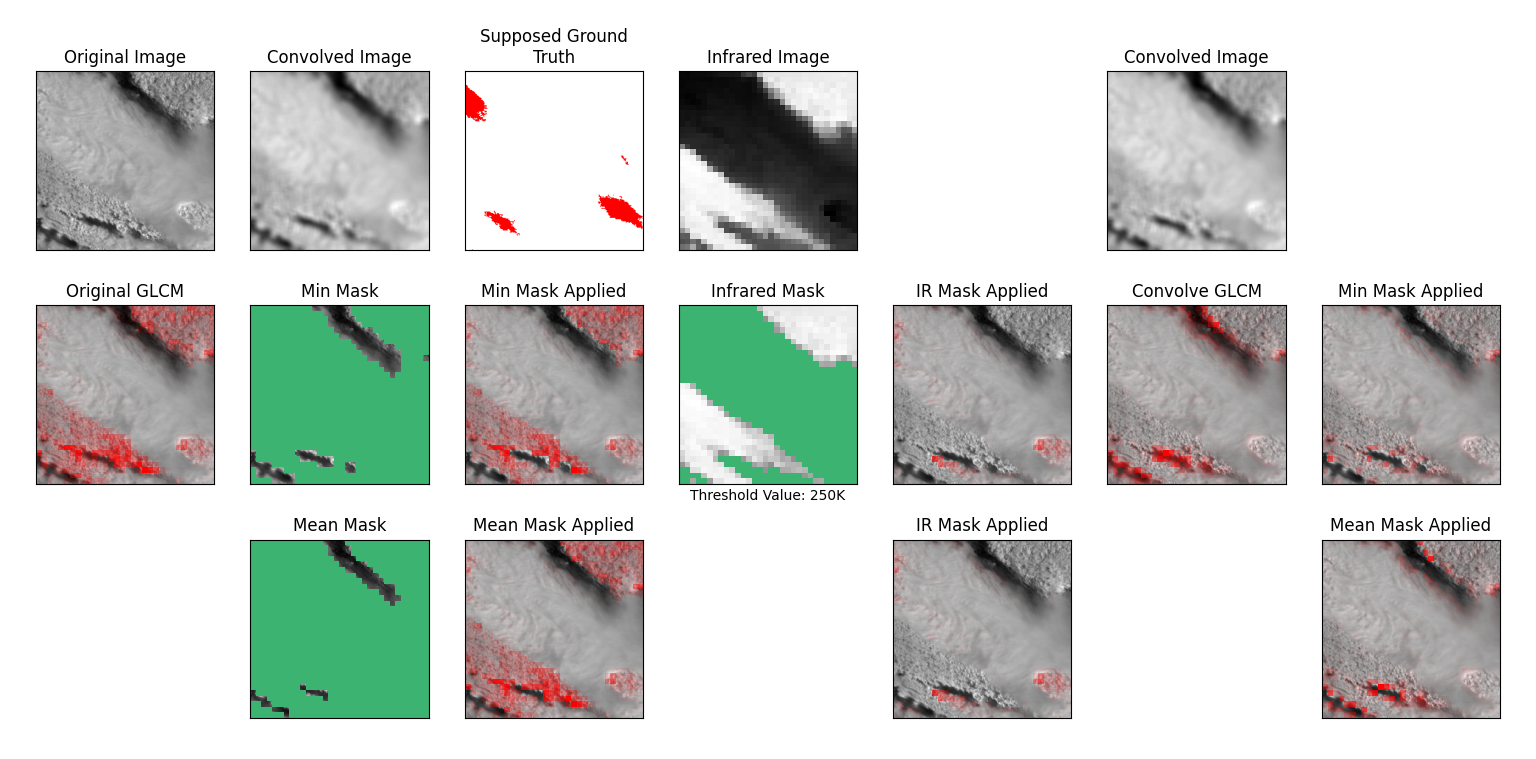 Original Image
Convolved Image
Supposed Ground
Truth
Infrared Image
Convolved Image
Original GLCM
Min Mask
Min Mask Applied
Infrared Mask
IR Mask Applied
Convolve GLCM
Min Mask Applied
Threshold Value: 250K
Mean Mask
Mean Mask Applied
IR Mask Applied
Mean Mask Applied